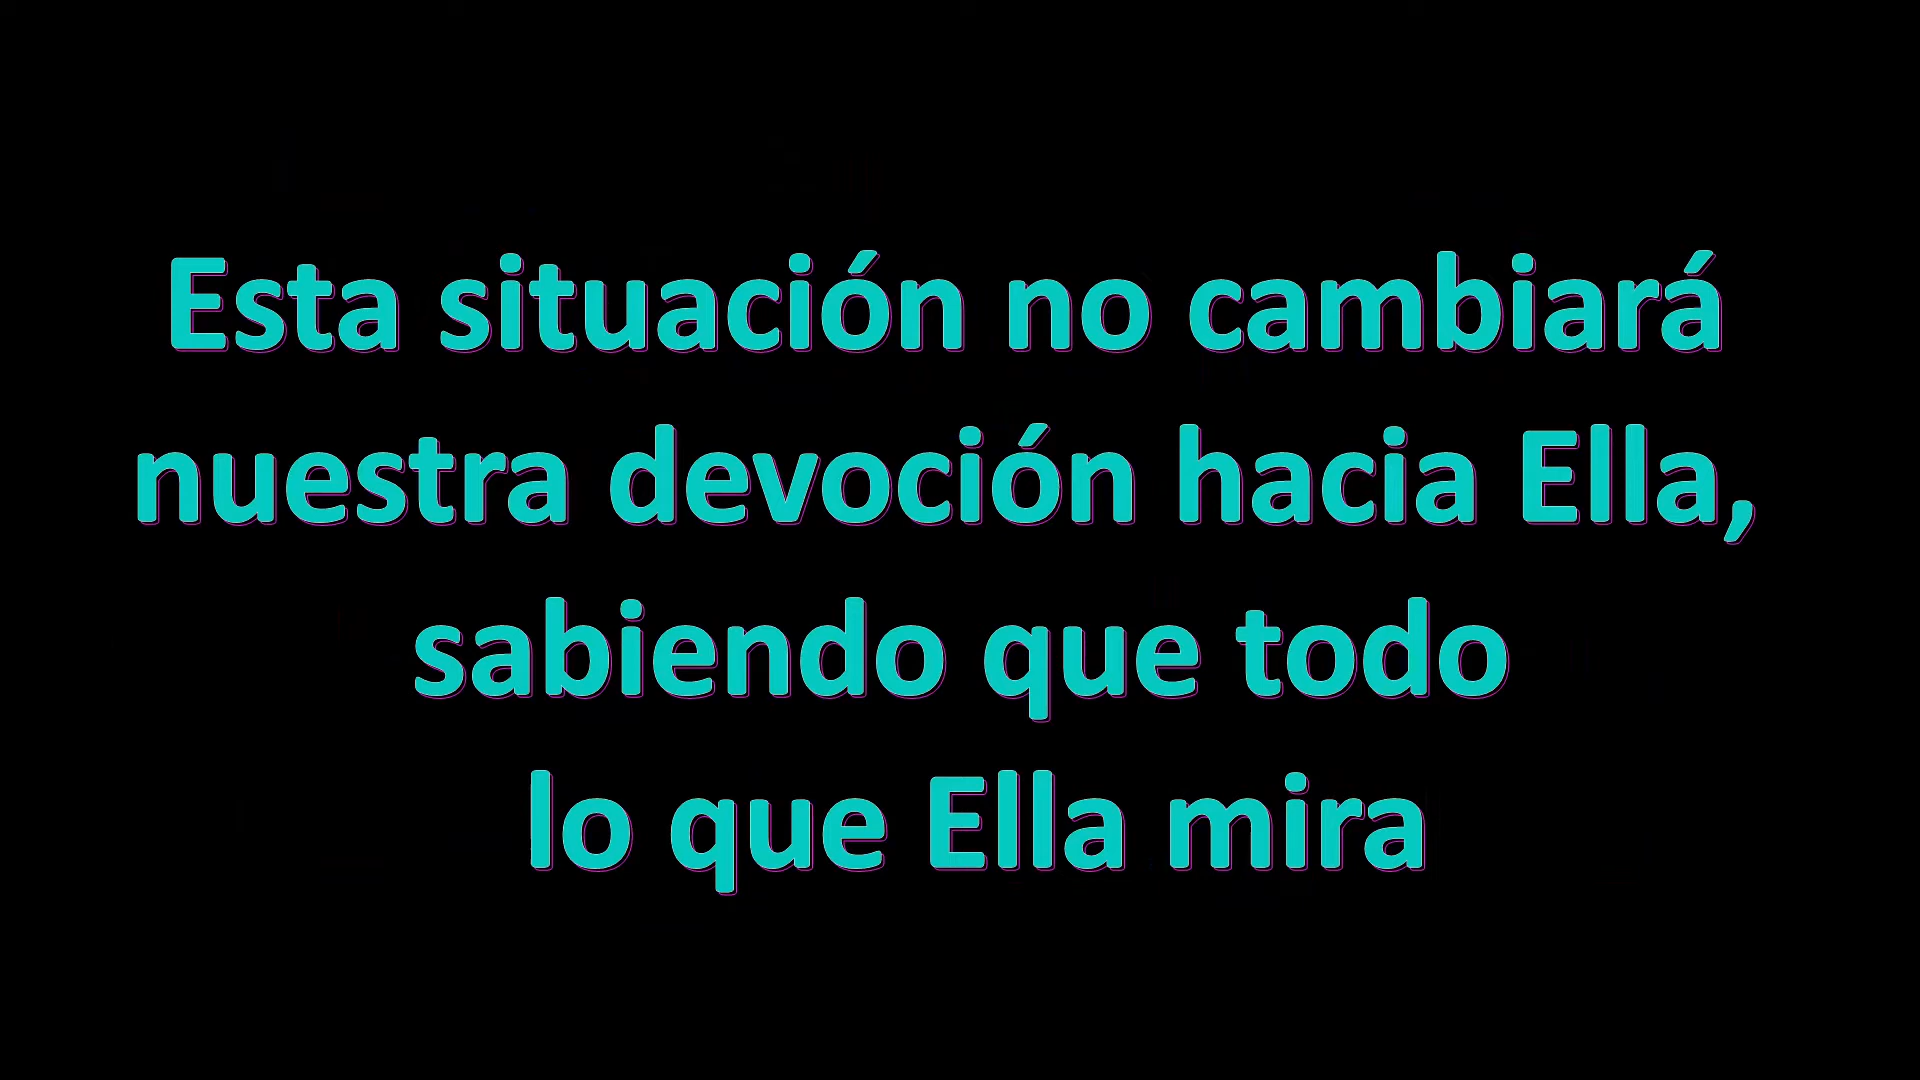 Esta situación no cambiará
nuestra devoción hacia Ella,
sabiendo que todo
lo que Ella mira